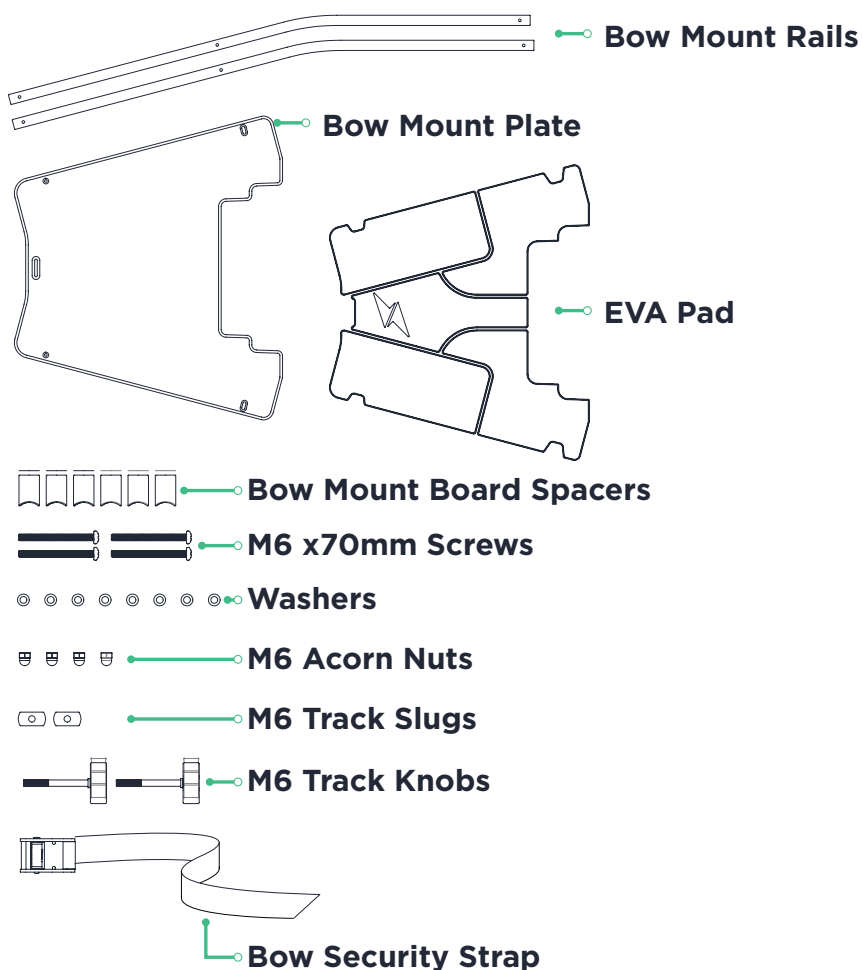 Bow Mount Rails
Bow Mount Plate
EVA Pad
Bow Mount Board Spacers
M6 x70mm Screws
Washers
M6 Acorn Nuts
M6 Track Slugs
M6 Track Knobs
Bow Security Strap